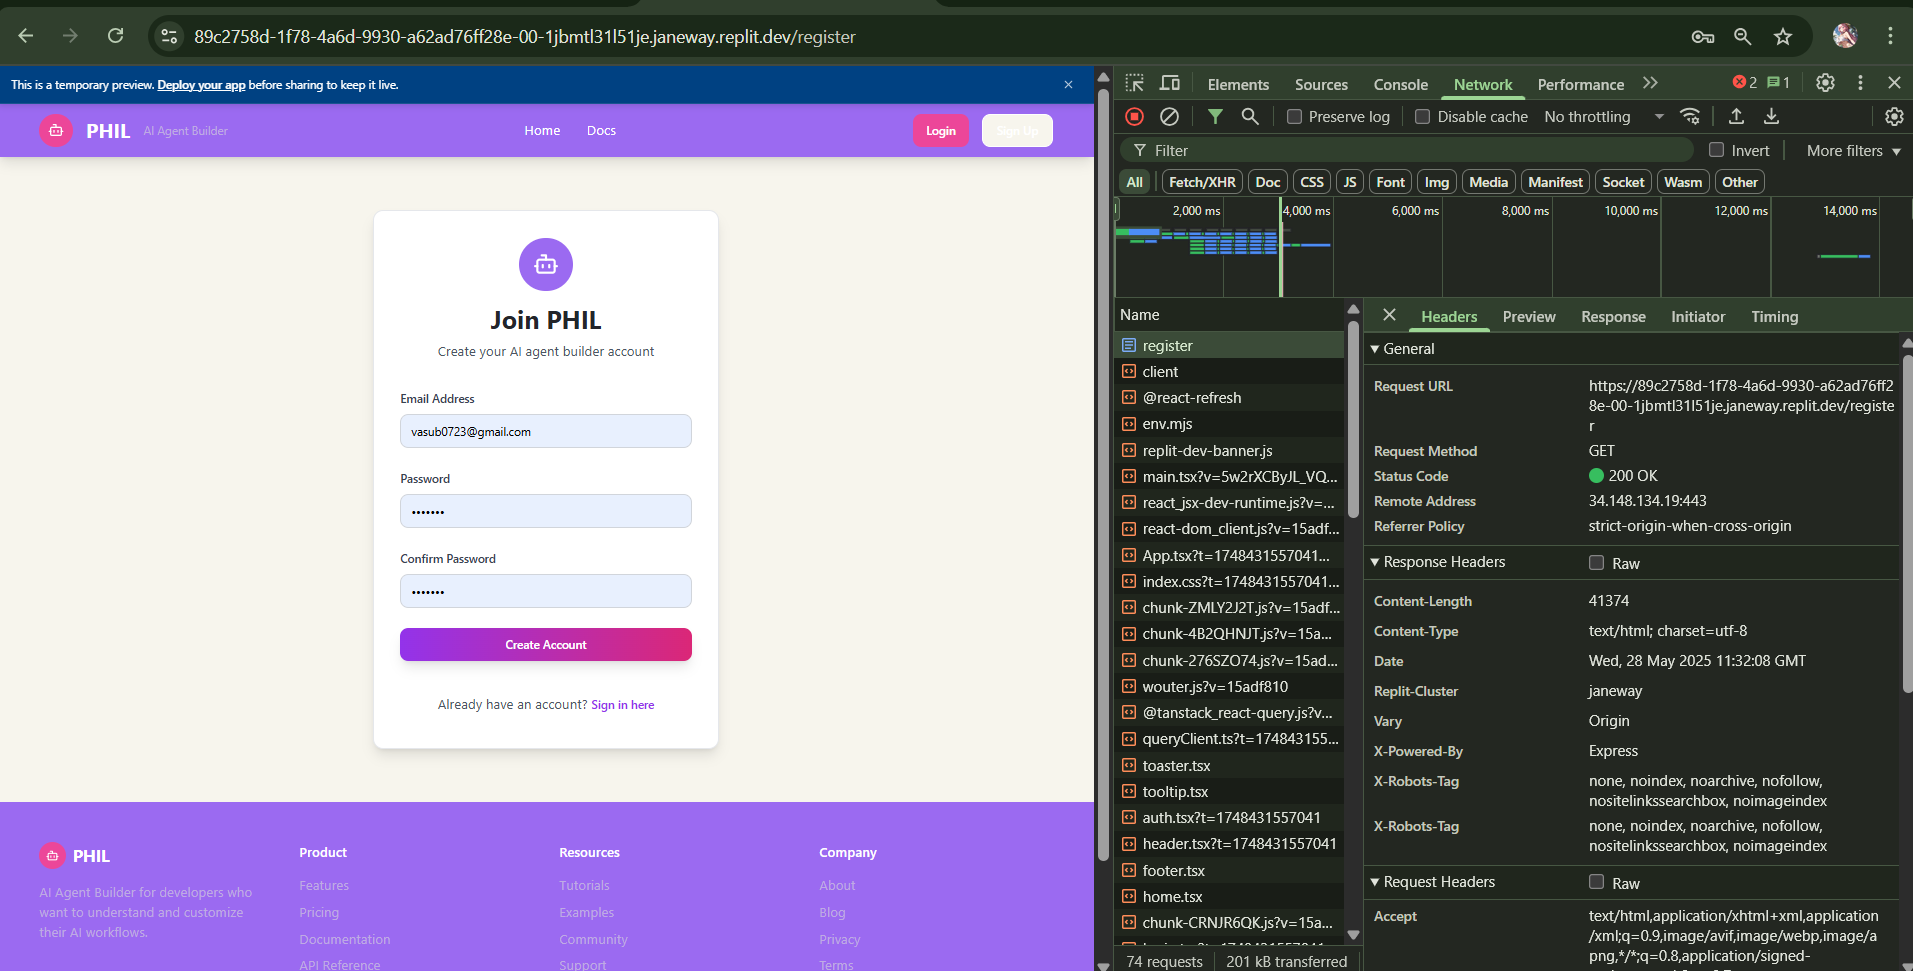 89c2758d-1f78-4a6d-9930-a62ad76ff28e-00-1jbmtl31l51je.janeway.replit.dev/register
This is a temporary preview. Deploy your app before sharing to keep it live.
PHIL AI Agent Builder
Home Docs
Login Sign Up
Join PHIL
Create your AI agent builder account
Email Address
vasub0723@gmail.com
Password
•••••••
Confirm Password
•••••••
Create Account
Already have an account? Sign in here
PHIL
AI Agent Builder for developers who
want to understand and customize
their AI workflows.
Product
Features
Pricing
Documentation
API Reference
Resources
Tutorials
Examples
Community
Support
Company
About
Blog
Privacy
Terms
Elements Sources Console Network Performance 2 1
Preserve log Disable cache No throttling
Filter Invert More filters
All Fetch/XHR Doc CSS JS Font Img Media Manifest Socket Wasm Other
2,000 ms 4,000 ms 6,000 ms 8,000 ms 10,000 ms 12,000 ms 14,000 ms
Name
register
client
@react-refresh
env.mjs
replit-dev-banner.js
main.tsx?v=5w2rXCByJL_VQ...
react_jsx-dev-runtime.js?v=...
react-dom_client.js?v=15adf...
App.tsx?t=1748431557041...
index.css?t=1748431557041...
chunk-ZMLY2J2T.js?v=15adf...
chunk-4B2QHNJT.js?v=15a...
chunk-276SZO74.js?v=15ad...
wouter.js?v=15adf810
@tanstack_react-query.js?v...
queryClient.ts?t=174843155...
toaster.tsx
tooltip.tsx
auth.tsx?t=1748431557041
header.tsx?t=1748431557041
footer.tsx
home.tsx
chunk-CRNJR6QK.js?v=15a...
74 requests 201 kB transferred
Headers Preview Response Initiator Timing
General
Request URL https://89c2758d-1f78-4a6d-9930-a62ad76ff2
8e-00-1jbmtl31l51je.janeway.replit.dev/registe
r
Request Method GET
Status Code 200 OK
Remote Address 34.148.134.19:443
Referrer Policy strict-origin-when-cross-origin
Response Headers Raw
Content-Length 41374
Content-Type text/html; charset=utf-8
Date Wed, 28 May 2025 11:32:08 GMT
Replit-Cluster janeway
Vary Origin
X-Powered-By Express
X-Robots-Tag none, noindex, noarchive, nofollow,
nositelinkssearchbox, noimageindex
X-Robots-Tag none, noindex, noarchive, nofollow,
nositelinkssearchbox, noimageindex
Request Headers Raw
Accept text/html,application/xhtml+xml,application
/xml;q=0.9,image/avif,image/webp,image/a
png,*/*;q=0.8,application/signed-